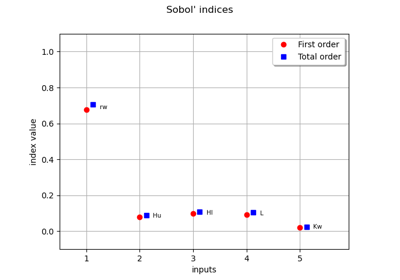 Sobol' indices
First order
Total order
index value
1.0
0.8
0.6
0.4
0.2
0.0
rw
Hu
Hl
L
Kw
1 2 3 4 5
inputs